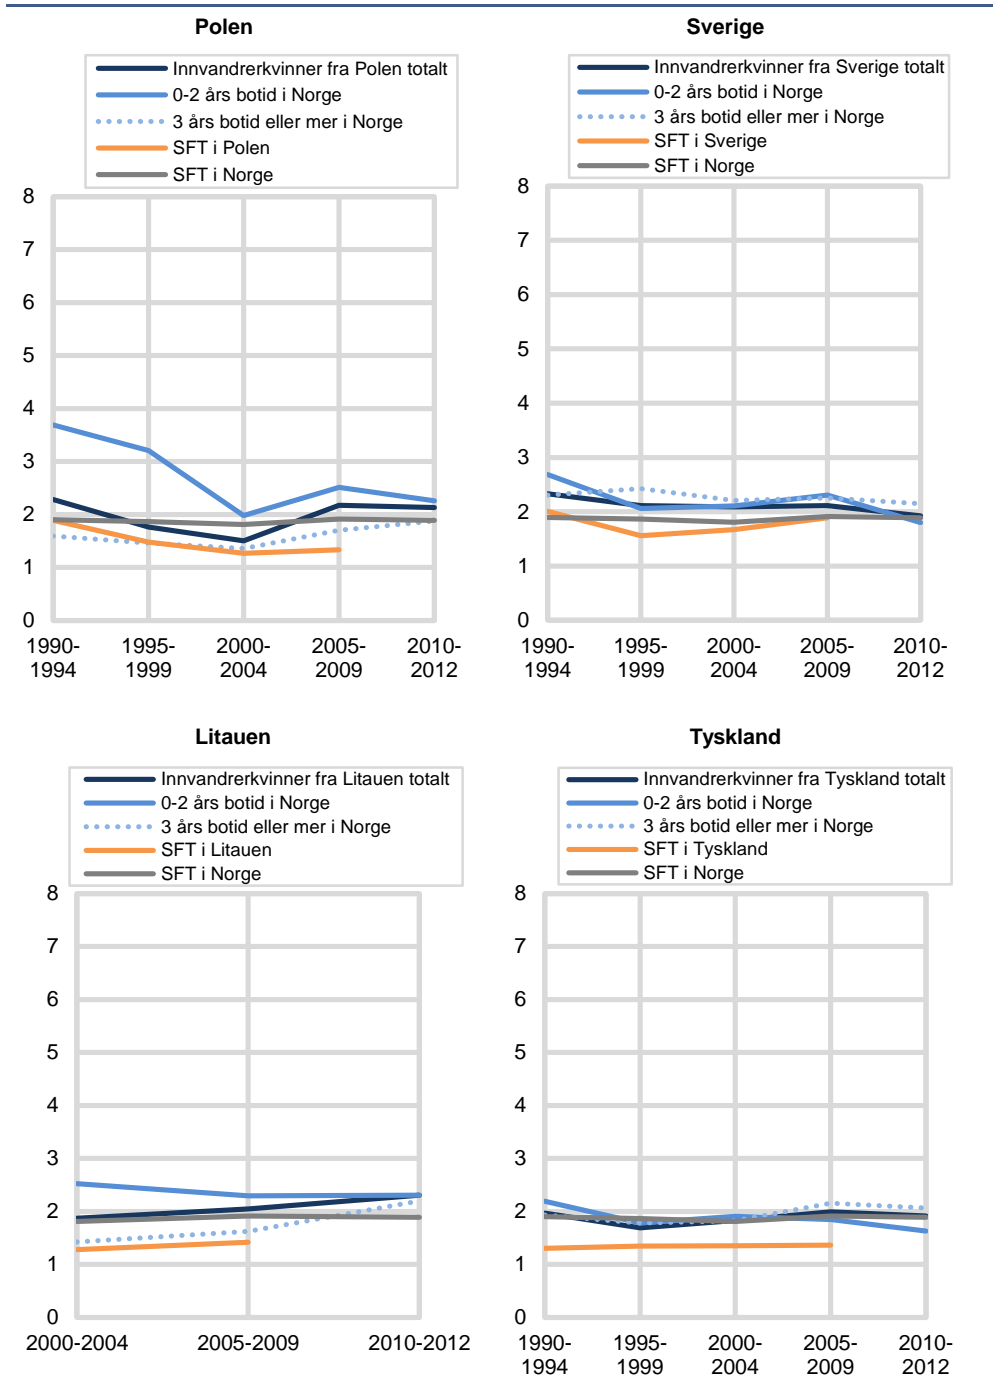 Polen
Innvandrerkvinner fra Polen totalt
0-2 års botid i Norge
3 års botid eller mer i Norge
SFT i Polen
SFT i Norge
8
7
6
5
4
3
2
1
0
1990-
1994
1995-
1999
2000-
2004
2005-
2009
2010-
2012
Sverige
Innvandrerkvinner fra Sverige totalt
0-2 års botid i Norge
3 års botid eller mer i Norge
SFT i Sverige
SFT i Norge
8
7
6
5
4
3
2
1
0
1990-
1994
1995-
1999
2000-
2004
2005-
2009
2010-
2012
Litauen
Innvandrerkvinner fra Litauen totalt
0-2 års botid i Norge
3 års botid eller mer i Norge
SFT i Litauen
SFT i Norge
8
7
6
5
4
3
2
1
0
2000-2004
2005-2009
2010-2012
Tyskland
Innvandrerkvinner fra Tyskland totalt
0-2 års botid i Norge
3 års botid eller mer i Norge
SFT i Tyskland
SFT i Norge
8
7
6
5
4
3
2
1
0
1990-
1994
1995-
1999
2000-
2004
2005-
2009
2010-
2012